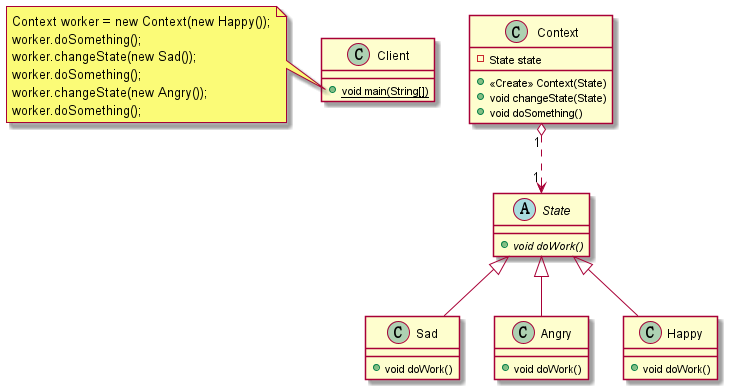 Context worker = new Context(new Happy());
worker.doSomething();
worker.changeState(new Sad());
worker.doSomething();
worker.changeState(new Angry());
worker.doSomething();
C Client
void main(String[])
C Context
State state
«Create» Context(State)
void changeState(State)
void doSomething()
1
1
A State
void doWork()
C Sad
void doWork()
C Angry
void doWork()
C Happy
void doWork()